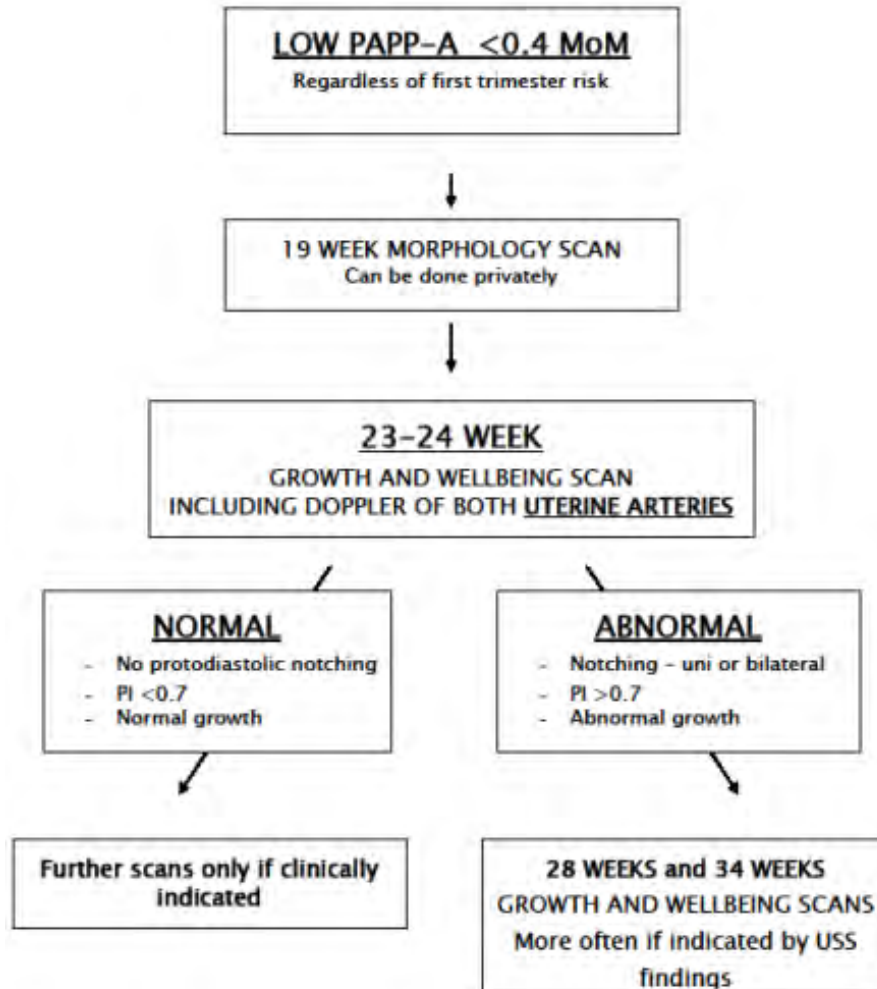 LOW PAPP-A <0.4 MoM
Regardless of first trimester risk
19 WEEK MORPHOLOGY SCAN
Can be done privately
23-24 WEEK
GROWTH AND WELLBEING SCAN
INCLUDING DOPPLER OF BOTH UTERINE ARTERIES
NORMAL
- No protodiastolic notching
- PI <0.7
- Normal growth
ABNORMAL
- Notching – uni or bilateral
- PI >0.7
- Abnormal growth
Further scans only if clinically
indicated
28 WEEKS and 34 WEEKS
GROWTH AND WELLBEING SCANS
More often if indicated by USS
findings